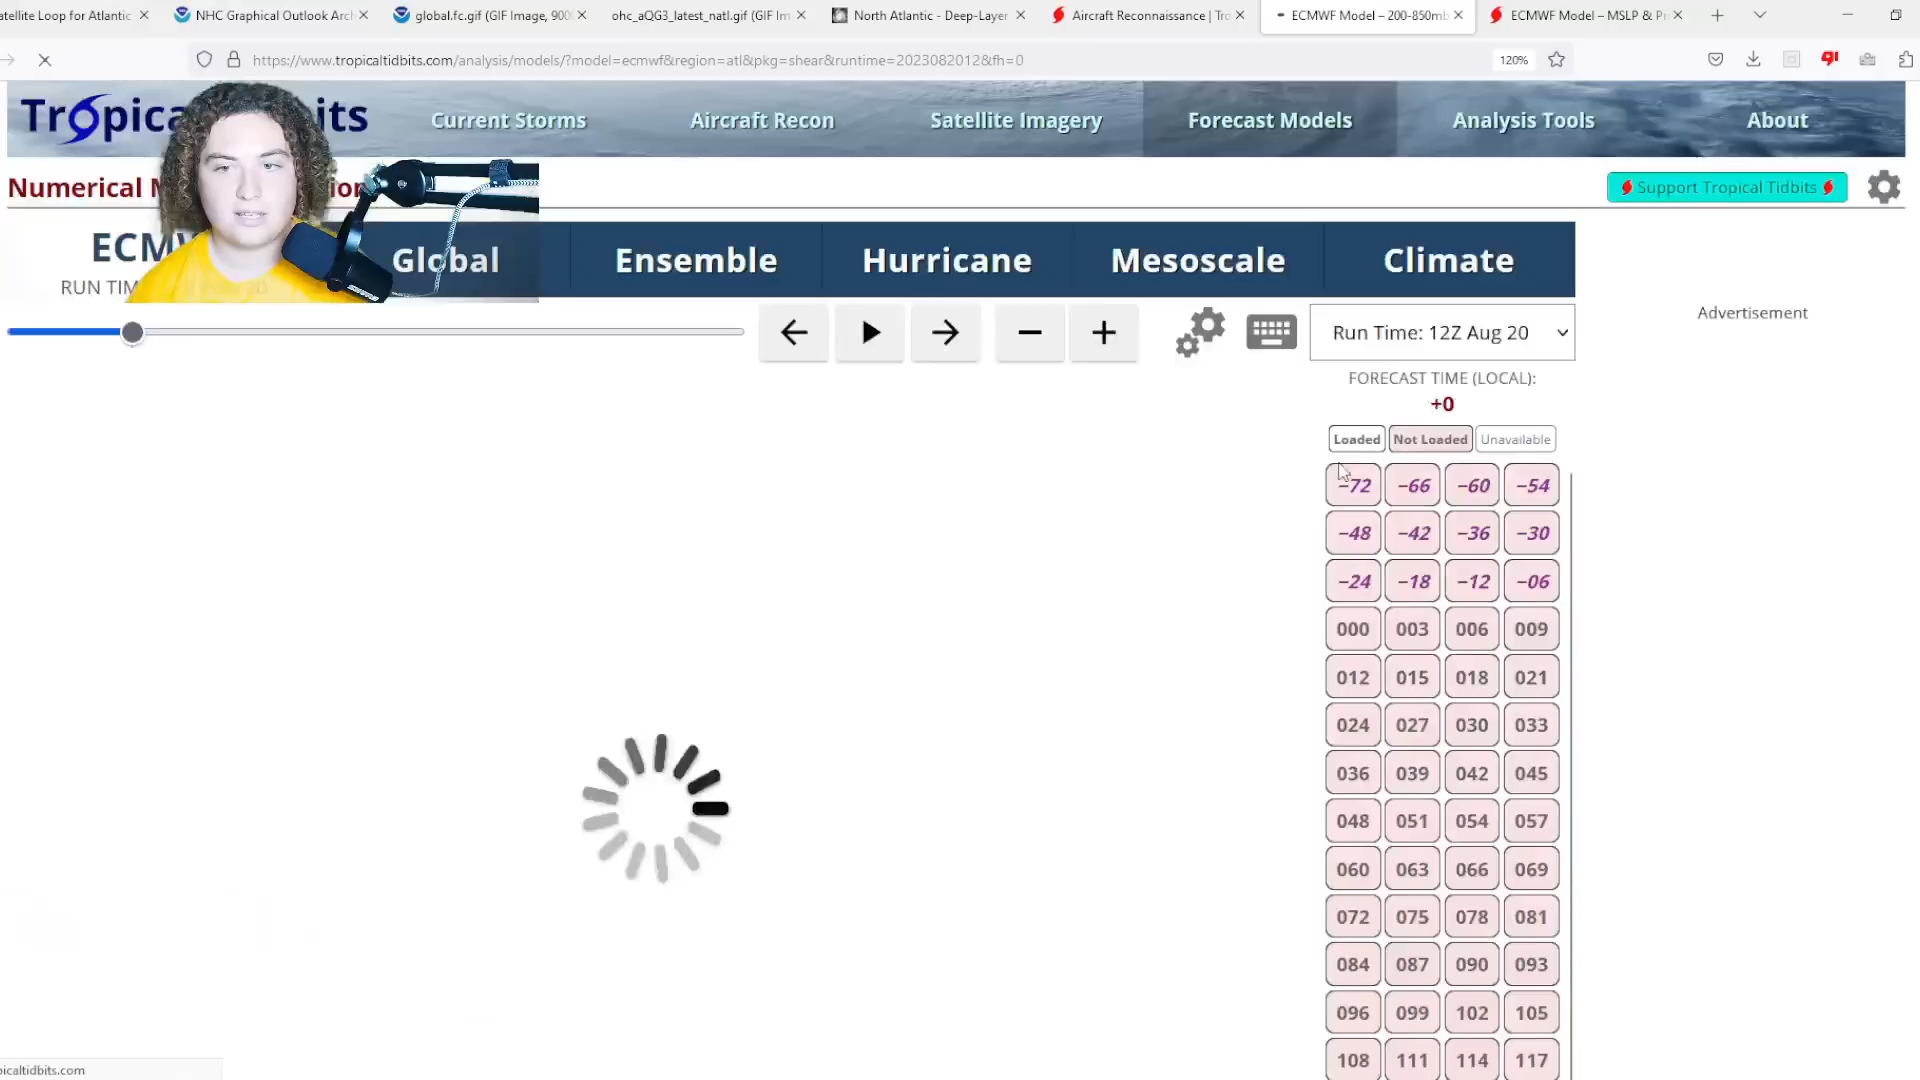 atellite Loop for Atlantic
NHC Graphical Outlook Arc
global.fc.gif (GIF Image, 900
ohc_aQG3_latest_natl.gif (GIF Im
North Atlantic - Deep-Layer
Aircraft Reconnaissance | Tro
ECMWF Model – 200-850mb
ECMWF Model – MSLP & Pr
https://www.tropicaltidbits.com/analysis/models/?model=ecmwf&region=atl&pkg=shear&runtime=2023082012&fh=0
120%
Tropica its
Current Storms
Aircraft Recon
Satellite Imagery
Forecast Models
Analysis Tools
About
Numerical M ion
Support Tropical Tidbits
ECMW
RUN TIM
Global
Ensemble
Hurricane
Mesoscale
Climate
Run Time: 12Z Aug 20
Advertisement
FORECAST TIME (LOCAL):
+0
Loaded Not Loaded Unavailable
−72 −66 −60 −54
−48 −42 −36 −30
−24 −18 −12 −06
000 003 006 009
012 015 018 021
024 027 030 033
036 039 042 045
048 051 054 057
060 063 066 069
072 075 078 081
084 087 090 093
096 099 102 105
108 111 114 117
picaltidbits.com